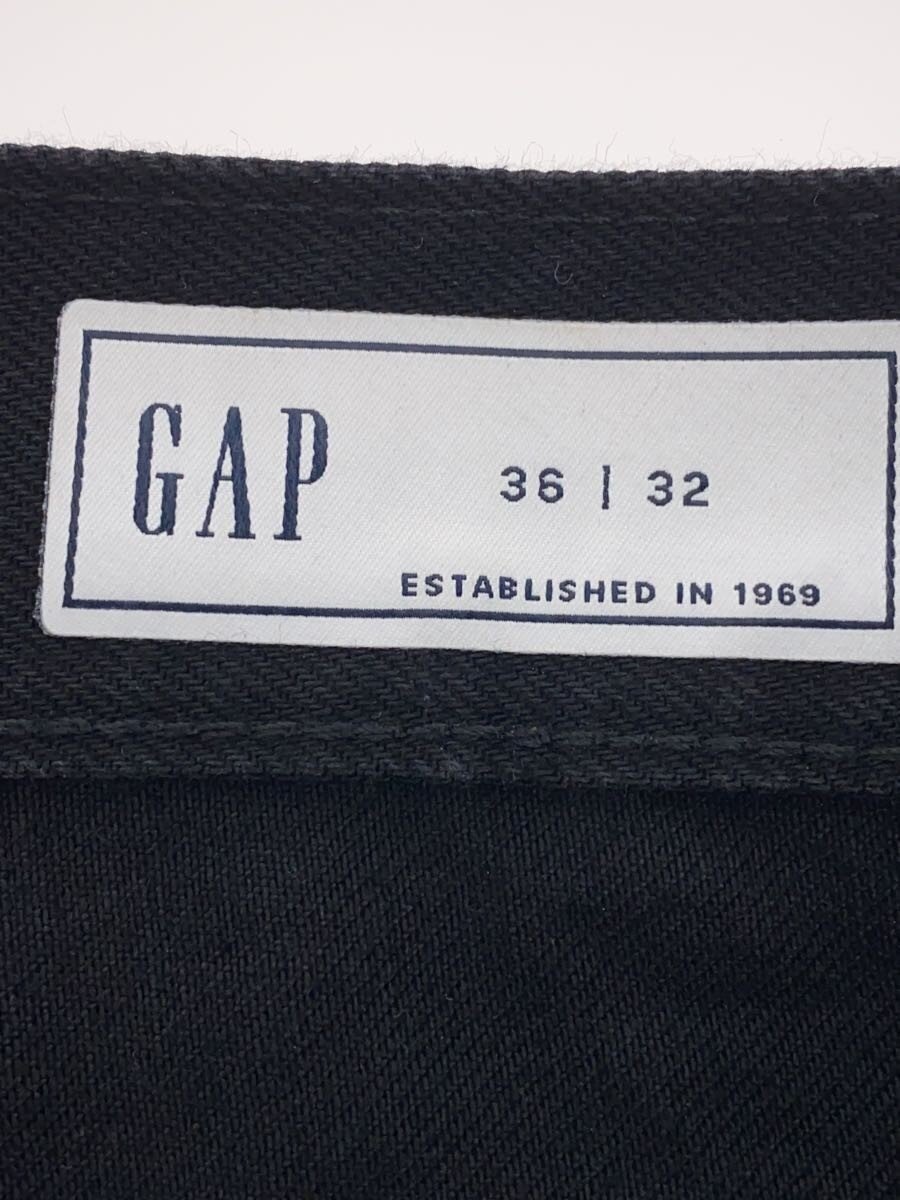 GAP
36 | 32
ESTABLISHED IN 1969